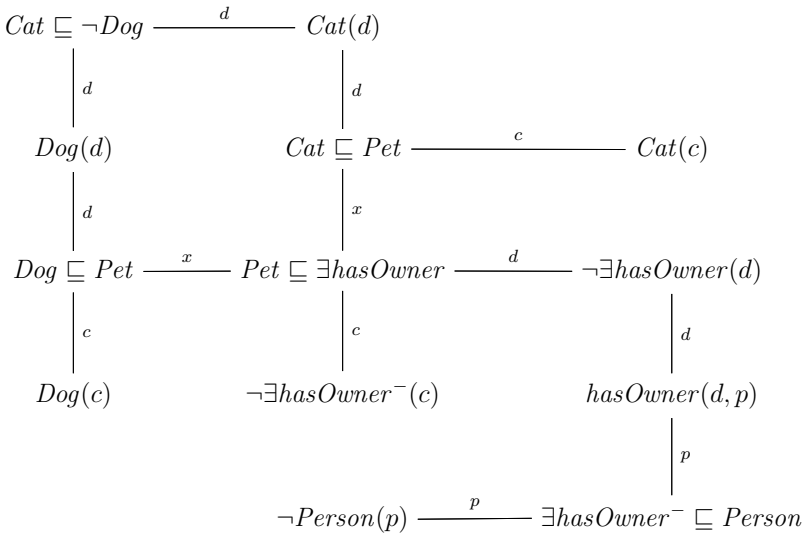 Cat ⊑ ¬Dog d Cat(d)
d d
Dog(d) Cat ⊑ Pet c Cat(c)
d x
Dog ⊑ Pet x Pet ⊑ ∃hasOwner d ¬∃hasOwner(d)
c c d
Dog(c) ¬∃hasOwner⁻(c) hasOwner(d, p)
p
¬Person(p) p ∃hasOwner⁻ ⊑ Person